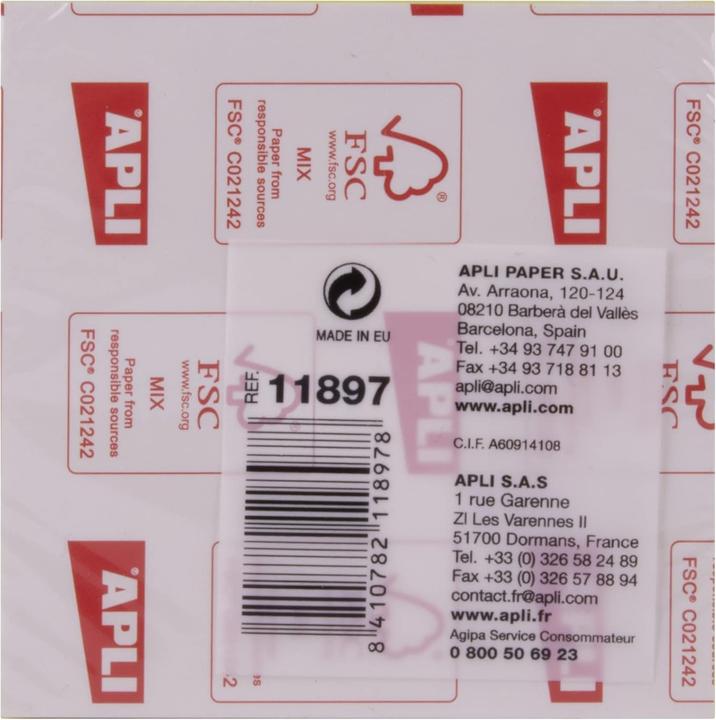 APLI
FSC® C021242
responsible sources
Paper from
MIX
www.fsc.org
FSC
®
APLI
FSC® C021242
MADE IN EU
REF. 11897
8 410782 118978
APLI PAPER S.A.U.
Av. Arraona, 120-124
08210 Barberà del Vallès
Barcelona, Spain
Tel. +34 93 747 91 00
Fax +34 93 718 81 13
apli@apli.com
www.apli.com
C.I.F. A60914108
APLI S.A.S
1 rue Garenne
ZI Les Varennes II
51700 Dormans, France
Tel. +33 (0) 326 58 24 89
Fax +33 (0) 326 57 88 94
contact.fr@apli.com
www.apli.fr
Agipa Service Consommateur
0 800 50 69 23
FSC® C021242
responsible sources
Paper from
MIX
www.fsc.org
FSC
APLI
FSC
APLI
FSC® C021242